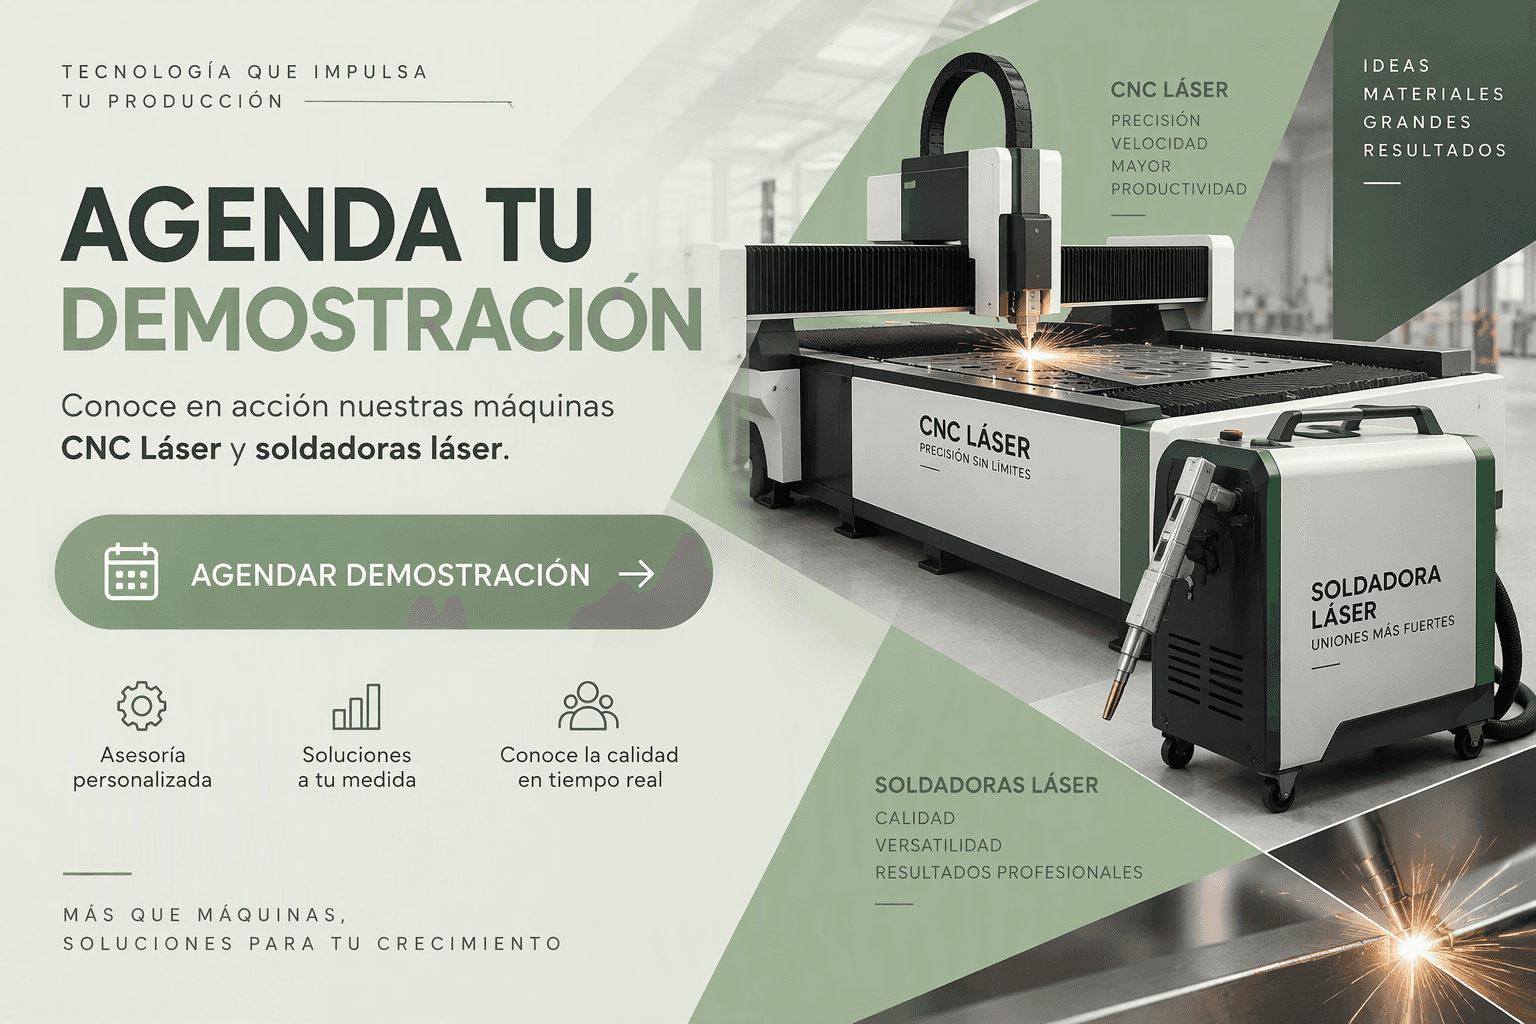 TECNOLOGÍA QUE IMPULSA
TU PRODUCCIÓN
AGENDA TU
DEMOSTRACIÓN
Conoce en acción nuestras máquinas
CNC Láser y soldadoras láser.
AGENDAR DEMOSTRACIÓN
Asesoría
personalizada
Soluciones
a tu medida
Conoce la calidad
en tiempo real
MÁS QUE MÁQUINAS,
SOLUCIONES PARA TU CRECIMIENTO
CNC LÁSER
PRECISIÓN
VELOCIDAD
MAYOR
PRODUCTIVIDAD
IDEAS
MATERIALES
GRANDES
RESULTADOS
CNC LÁSER
PRECISIÓN SIN LÍMITES
SOLDADORA
LÁSER
UNIONES MÁS FUERTES
SOLDADORAS LÁSER
CALIDAD
VERSATILIDAD
RESULTADOS PROFESIONALES